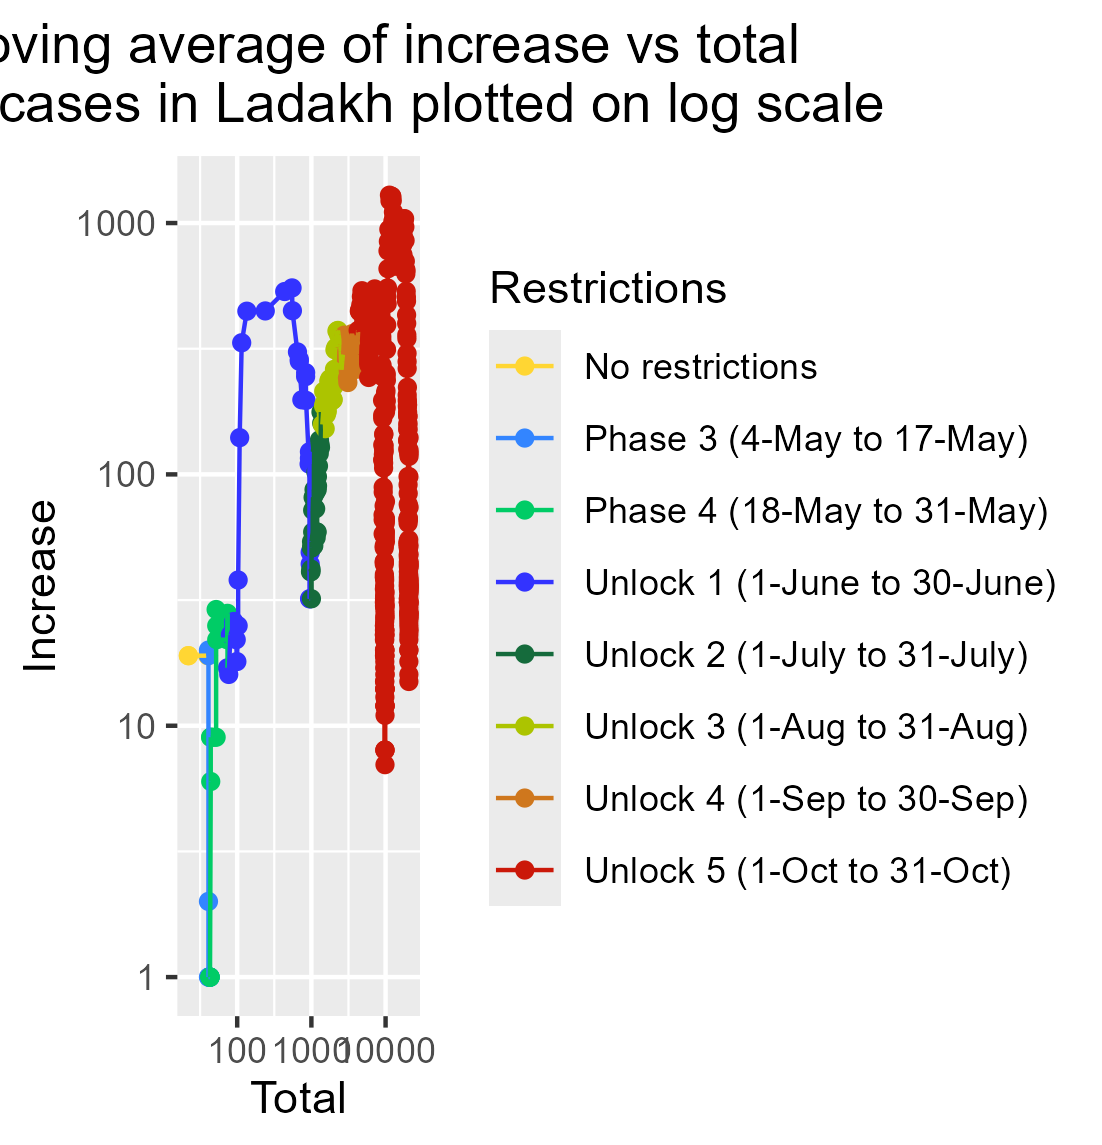 oving average of increase vs total
cases in Ladakh plotted on log scale
1000
100
10
1
Increase
100 1000 10000
Total
Restrictions
No restrictions
Phase 3 (4-May to 17-May)
Phase 4 (18-May to 31-May)
Unlock 1 (1-June to 30-June)
Unlock 2 (1-July to 31-July)
Unlock 3 (1-Aug to 31-Aug)
Unlock 4 (1-Sep to 30-Sep)
Unlock 5 (1-Oct to 31-Oct)